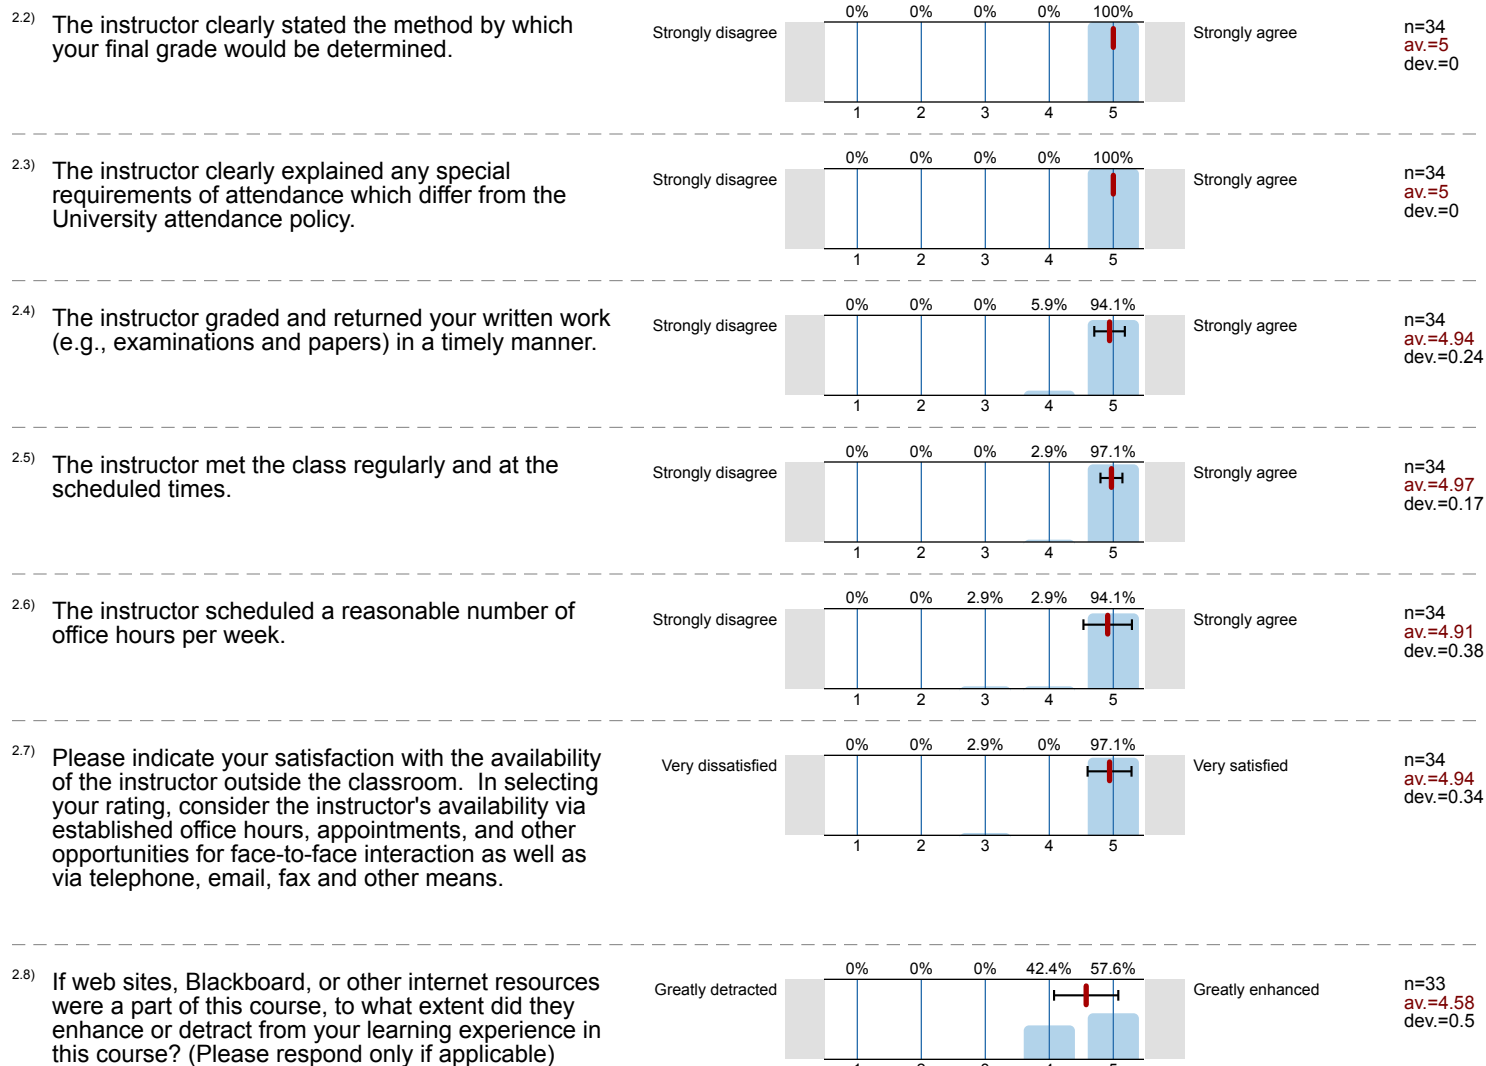 2.2) The instructor clearly stated the method by which
your final grade would be determined.
Strongly disagree
0% 0% 0% 0% 100%
1 2 3 4 5
Strongly agree
n=34
av.=5
dev.=0
2.3) The instructor clearly explained any special
requirements of attendance which differ from the
University attendance policy.
Strongly disagree
0% 0% 0% 0% 100%
1 2 3 4 5
Strongly agree
n=34
av.=5
dev.=0
2.4) The instructor graded and returned your written work
(e.g., examinations and papers) in a timely manner.
Strongly disagree
0% 0% 0% 5.9% 94.1%
1 2 3 4 5
Strongly agree
n=34
av.=4.94
dev.=0.24
2.5) The instructor met the class regularly and at the
scheduled times.
Strongly disagree
0% 0% 0% 2.9% 97.1%
1 2 3 4 5
Strongly agree
n=34
av.=4.97
dev.=0.17
2.6) The instructor scheduled a reasonable number of
office hours per week.
Strongly disagree
0% 0% 2.9% 2.9% 94.1%
1 2 3 4 5
Strongly agree
n=34
av.=4.91
dev.=0.38
2.7) Please indicate your satisfaction with the availability
of the instructor outside the classroom. In selecting
your rating, consider the instructor's availability via
established office hours, appointments, and other
opportunities for face-to-face interaction as well as
via telephone, email, fax and other means.
Very dissatisfied
0% 0% 2.9% 0% 97.1%
1 2 3 4 5
Very satisfied
n=34
av.=4.94
dev.=0.34
2.8) If web sites, Blackboard, or other internet resources
were a part of this course, to what extent did they
enhance or detract from your learning experience in
this course? (Please respond only if applicable)
Greatly detracted
0% 0% 0% 42.4% 57.6%
Greatly enhanced
n=33
av.=4.58
dev.=0.5